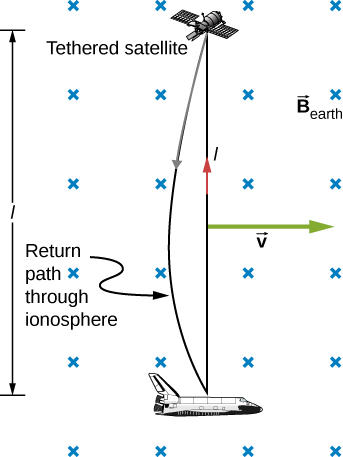 Tethered satellite
B⃗earth
I
l
v⃗
Return
path
through
ionosphere